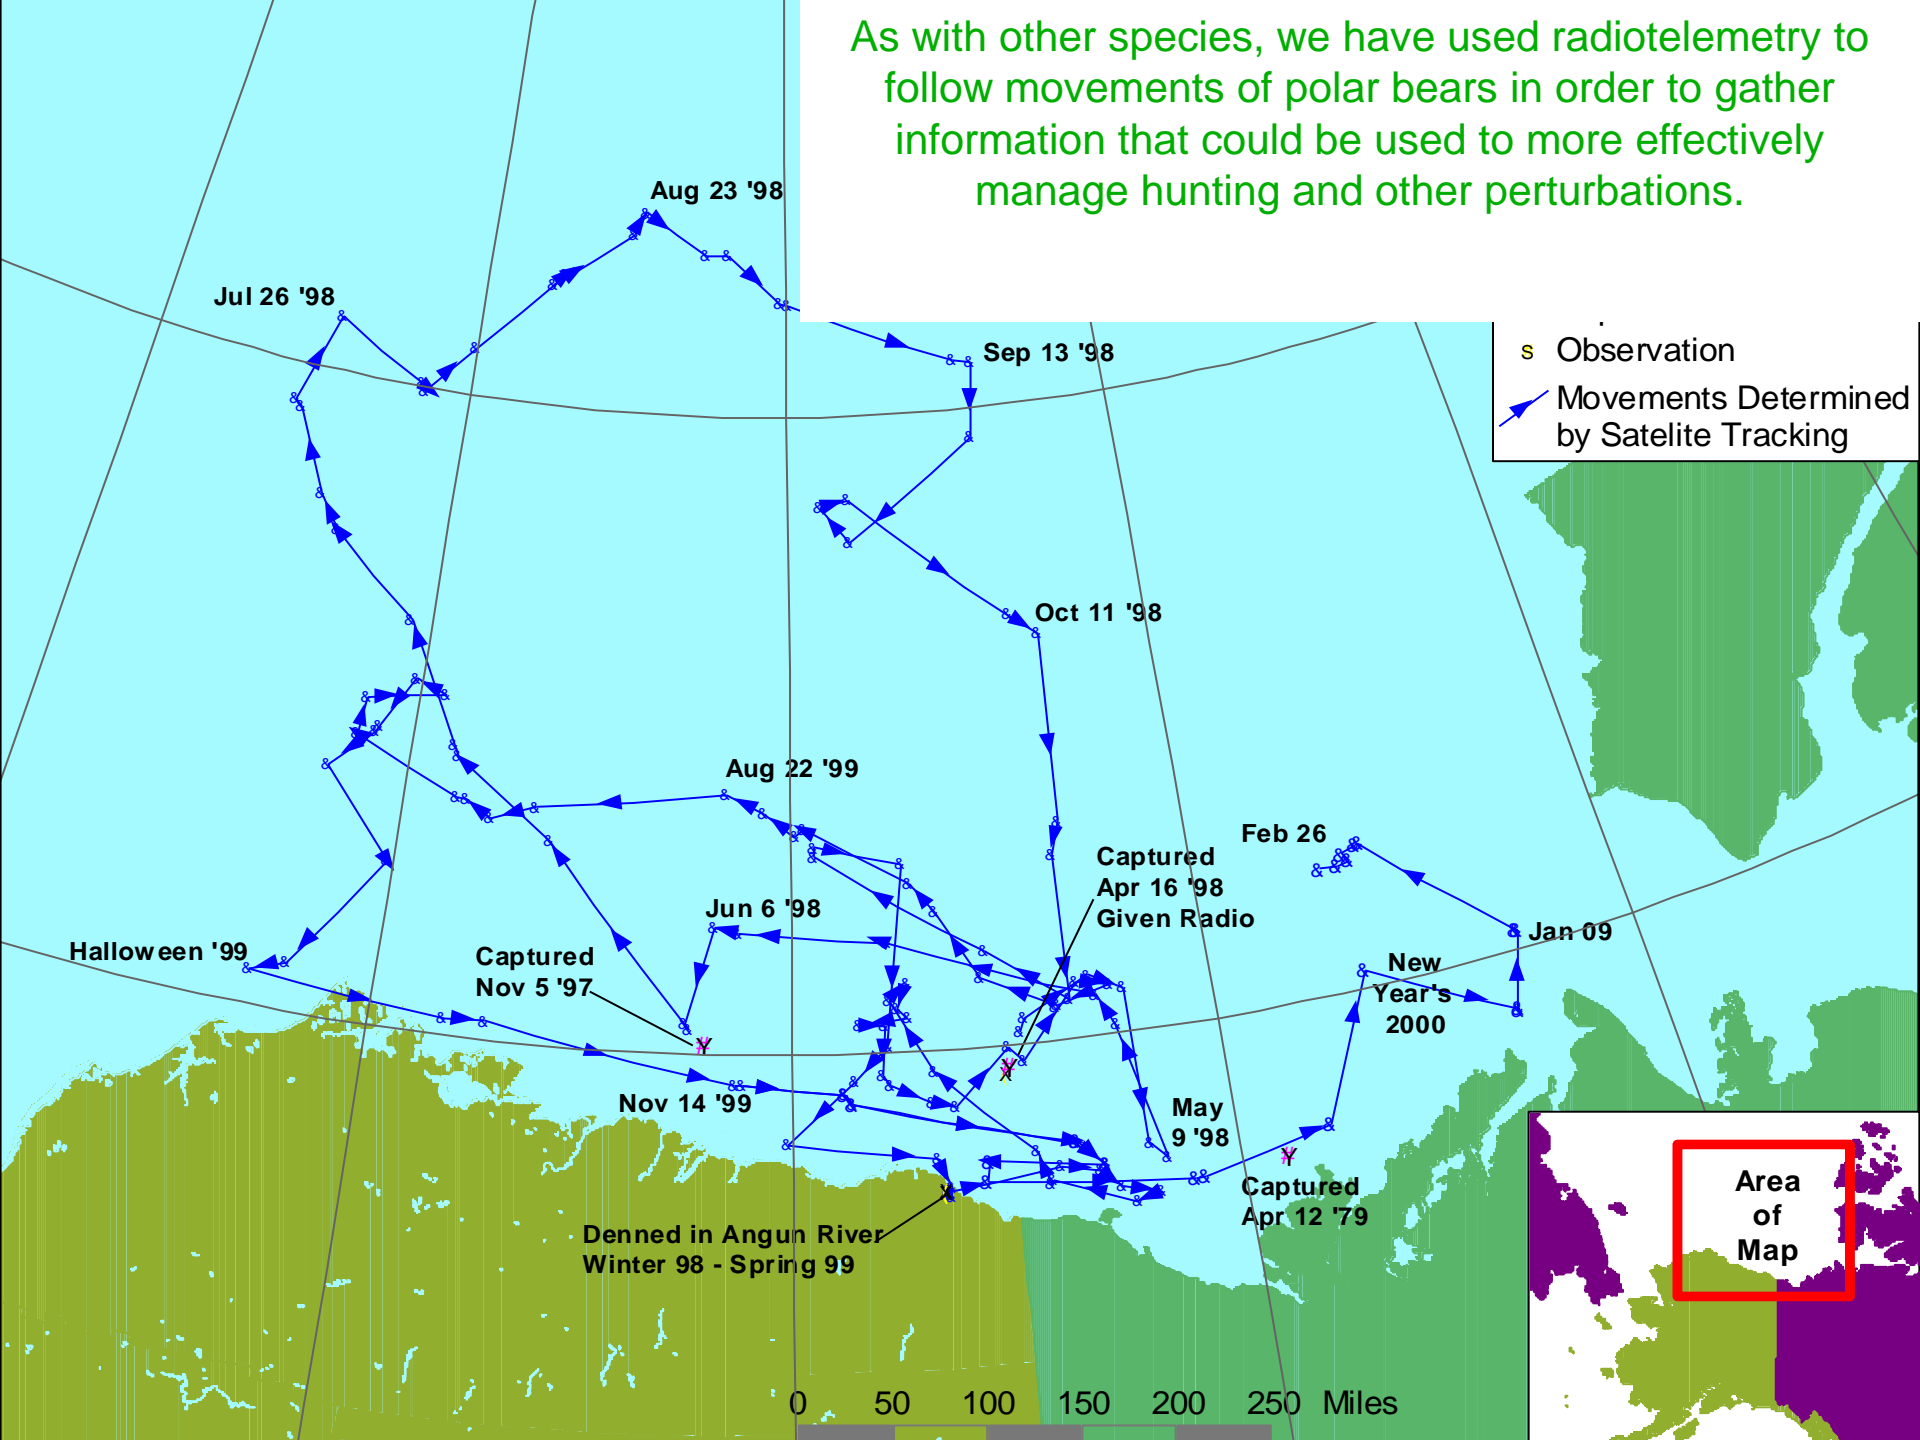 As with other species, we have used radiotelemetry to
follow movements of polar bears in order to gather
information that could be used to more effectively
manage hunting and other perturbations.
s Observation
Movements Determined
by Satelite Tracking
Aug 23 '98
Jul 26 '98
Sep 13 '98
Oct 11 '98
Aug 22 '99
Feb 26
Captured
Apr 16 '98
Given Radio
Jun 6 '98
Halloween '99
Captured
Nov 5 '97
Jan 09
New
Year's
2000
Nov 14 '99
May
9 '98
Captured
Apr 12 '79
Denned in Angun River
Winter 98 - Spring 99
Area
of
Map
0 50 100 150 200 250 Miles